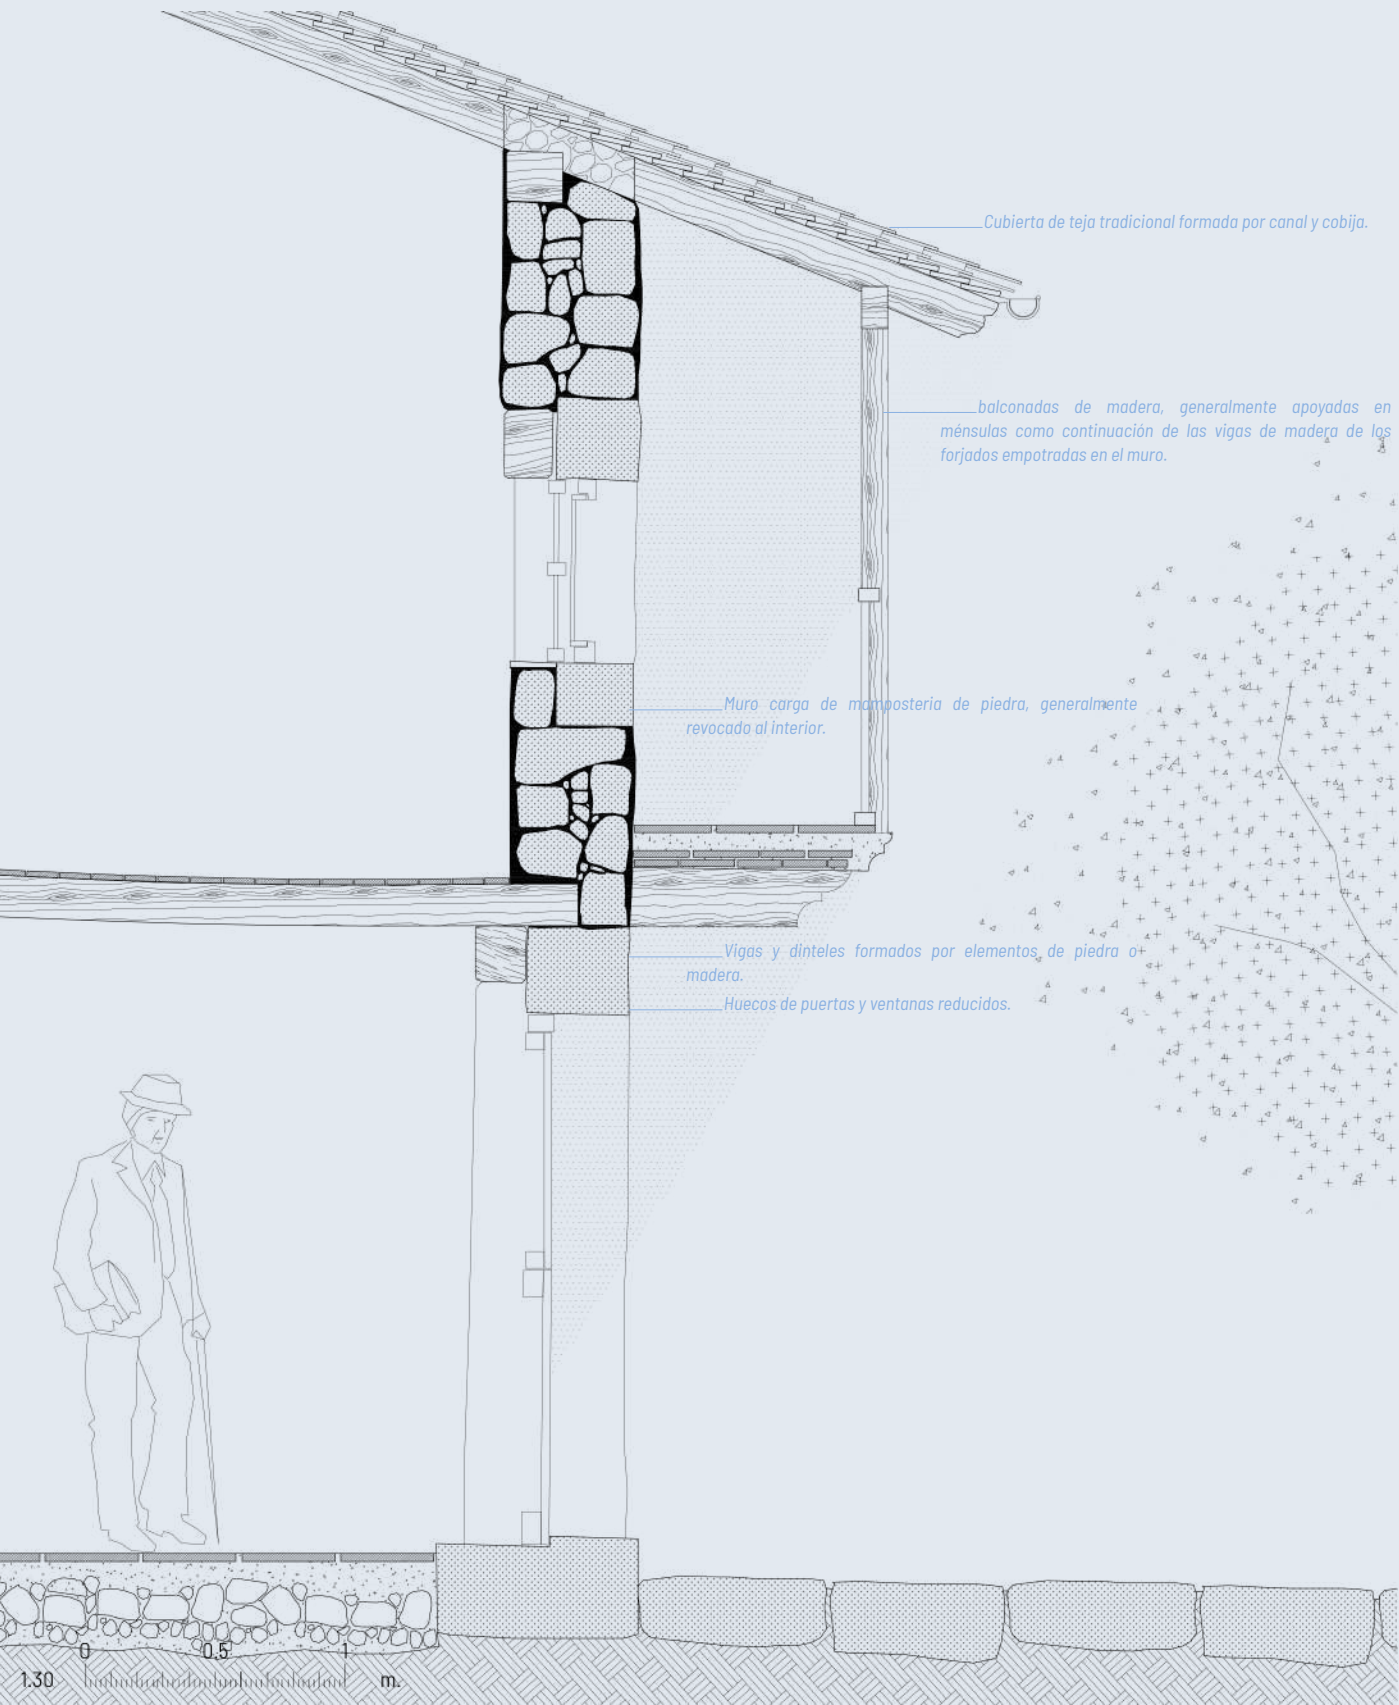 Cubierta de teja tradicional formada por canal y cobija.
balconadas de madera, generalmente apoyadas en
ménsulas como continuación de las vigas de madera de los
forjados empotradas en el muro.
Muro carga de mamposteria de piedra, generalmente
revocado al interior.
Vigas y dinteles formados por elementos de piedra o
madera.
Huecos de puertas y ventanas reducidos.
0 0.5 1
1.30 m.